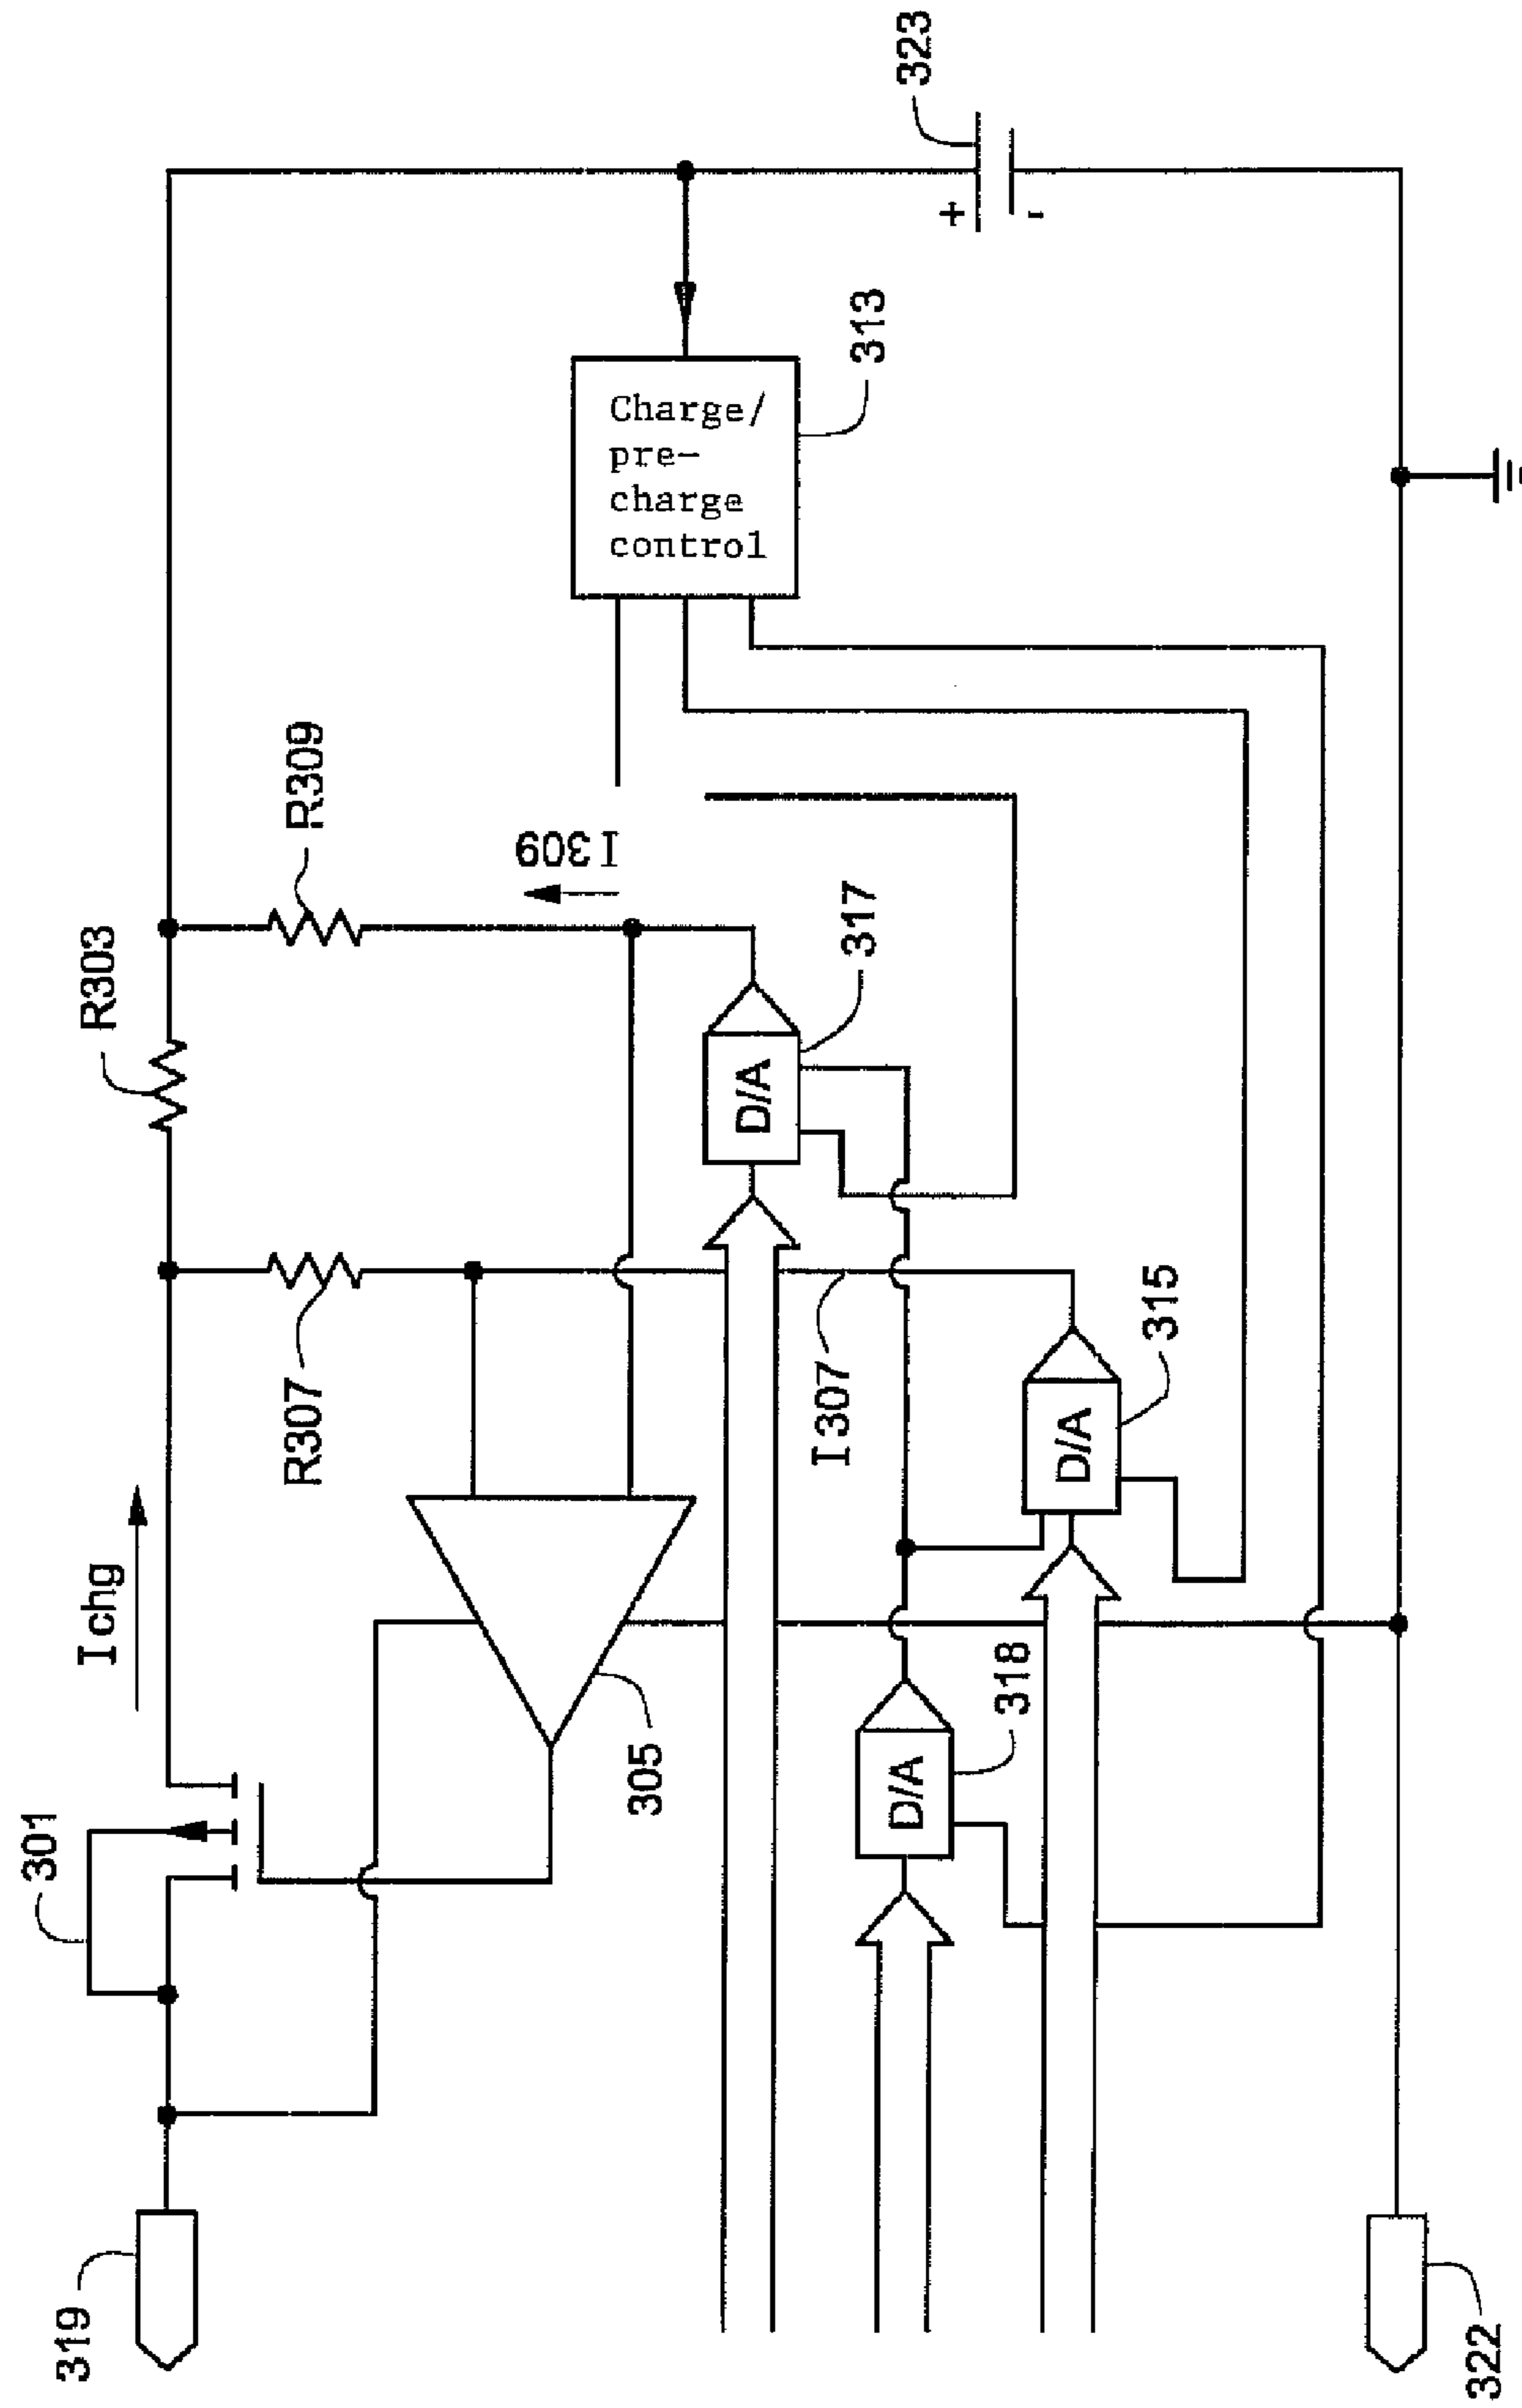 319
301
Ichg
R303
R307
R309
I309
305
Charge/
pre-
charge
control
313
323
+
-
D/A
317
I307
D/A
318
D/A
315
322